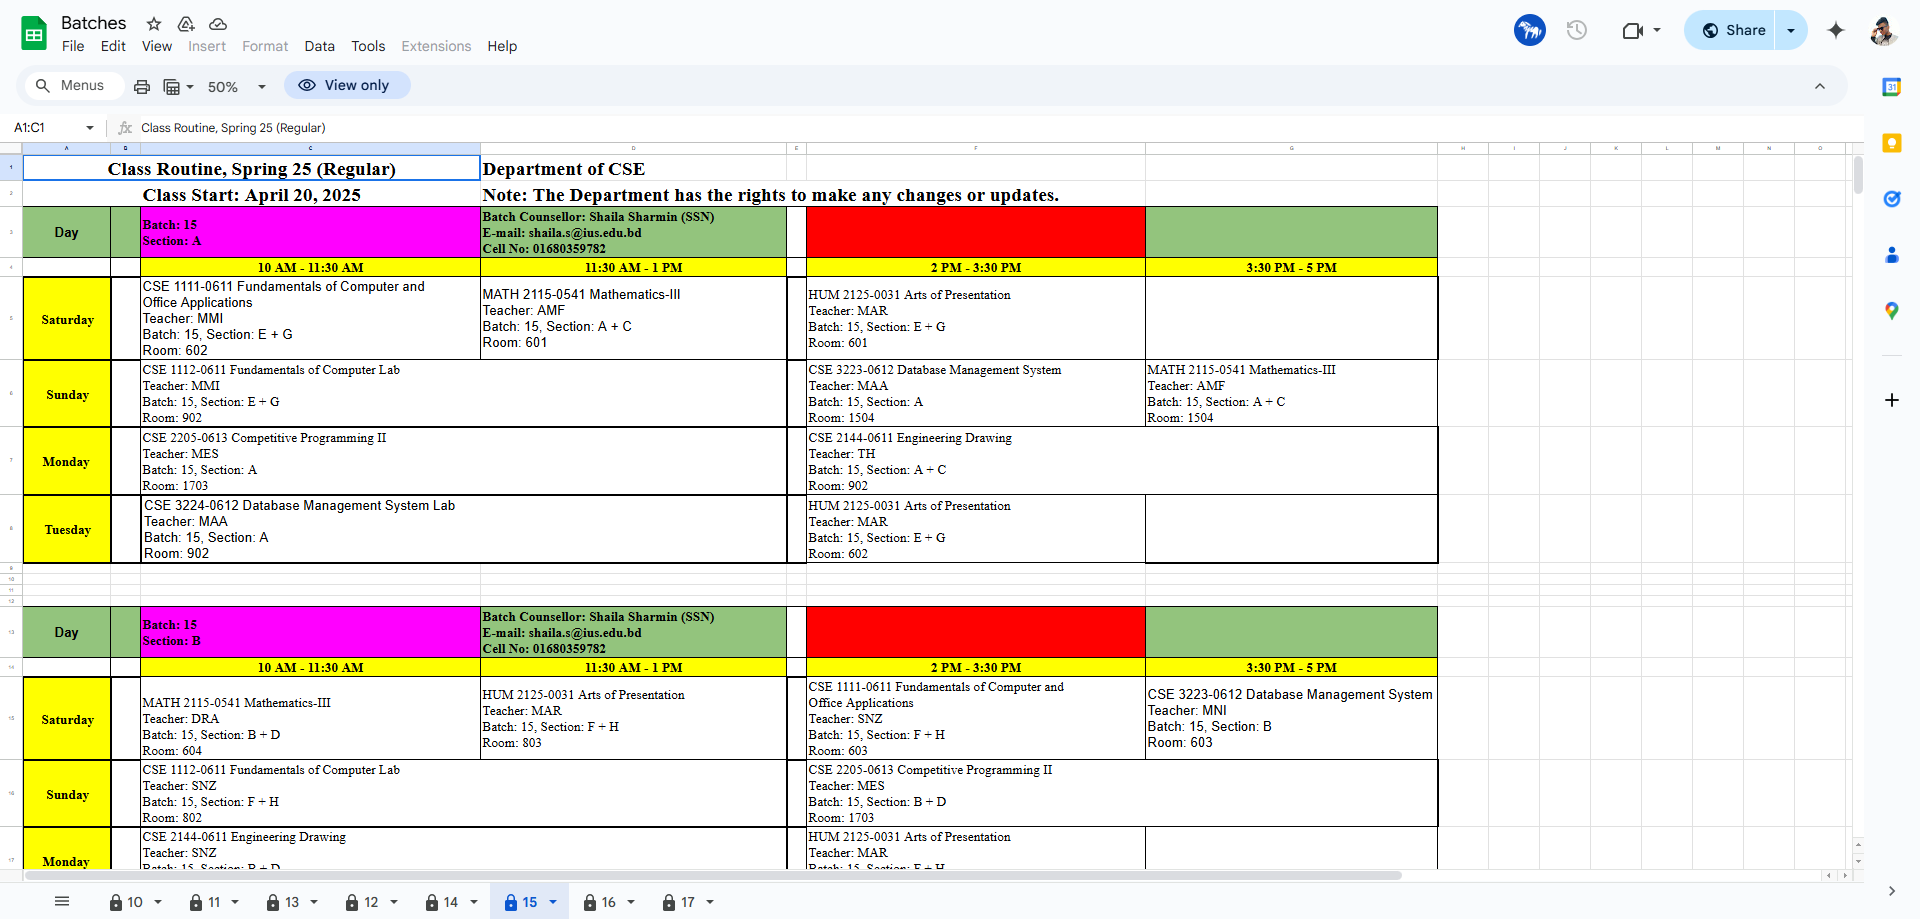 Batches
File Edit View Insert Format Data Tools Extensions Help
Share
Menus 50% View only
A1:C1 fx Class Routine, Spring 25 (Regular)
A B C D E F G H I J K L M N O
Class Routine, Spring 25 (Regular) Department of CSE
Class Start: April 20, 2025 Note: The Department has the rights to make any changes or updates.
Day
Batch: 15
Section: A
Batch Counsellor: Shaila Sharmin (SSN)
E-mail: shaila.s@ius.edu.bd
Cell No: 01680359782
10 AM - 11:30 AM 11:30 AM - 1 PM 2 PM - 3:30 PM 3:30 PM - 5 PM
Saturday
CSE 1111-0611 Fundamentals of Computer and
Office Applications
Teacher: MMI
Batch: 15, Section: E + G
Room: 602
MATH 2115-0541 Mathematics-III
Teacher: AMF
Batch: 15, Section: A + C
Room: 601
HUM 2125-0031 Arts of Presentation
Teacher: MAR
Batch: 15, Section: E + G
Room: 601
Sunday
CSE 1112-0611 Fundamentals of Computer Lab
Teacher: MMI
Batch: 15, Section: E + G
Room: 902
CSE 3223-0612 Database Management System
Teacher: MAA
Batch: 15, Section: A
Room: 1504
MATH 2115-0541 Mathematics-III
Teacher: AMF
Batch: 15, Section: A + C
Room: 1504
Monday
CSE 2205-0613 Competitive Programming II
Teacher: MES
Batch: 15, Section: A
Room: 1703
CSE 2144-0611 Engineering Drawing
Teacher: TH
Batch: 15, Section: A + C
Room: 902
Tuesday
CSE 3224-0612 Database Management System Lab
Teacher: MAA
Batch: 15, Section: A
Room: 902
HUM 2125-0031 Arts of Presentation
Teacher: MAR
Batch: 15, Section: E + G
Room: 602
Day
Batch: 15
Section: B
Batch Counsellor: Shaila Sharmin (SSN)
E-mail: shaila.s@ius.edu.bd
Cell No: 01680359782
10 AM - 11:30 AM 11:30 AM - 1 PM 2 PM - 3:30 PM 3:30 PM - 5 PM
Saturday
MATH 2115-0541 Mathematics-III
Teacher: DRA
Batch: 15, Section: B + D
Room: 604
HUM 2125-0031 Arts of Presentation
Teacher: MAR
Batch: 15, Section: F + H
Room: 803
CSE 1111-0611 Fundamentals of Computer and
Office Applications
Teacher: SNZ
Batch: 15, Section: F + H
Room: 603
CSE 3223-0612 Database Management System
Teacher: MNI
Batch: 15, Section: B
Room: 603
Sunday
CSE 1112-0611 Fundamentals of Computer Lab
Teacher: SNZ
Batch: 15, Section: F + H
Room: 802
CSE 2205-0613 Competitive Programming II
Teacher: MES
Batch: 15, Section: B + D
Room: 1703
Monday
CSE 2144-0611 Engineering Drawing
Teacher: SNZ
Batch: 15, Section: B + D
HUM 2125-0031 Arts of Presentation
Teacher: MAR
Batch: 15, Section: F + H
10 11 13 12 14 15 16 17